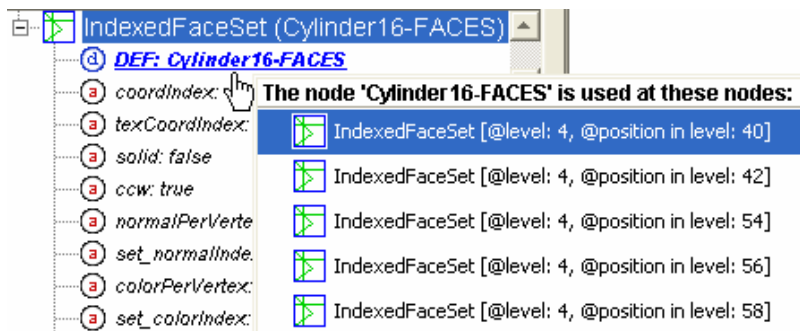 IndexedFaceSet (Cylinder16-FACES)
d DEF: Cylinder16-FACES
a coordIndex:
a texCoordIndex:
a solid: false
a ccw: true
a normalPerVerte
a set_normalInde.
a colorPerVertex:
a set_colorIndex:
The node 'Cylinder16-FACES' is used at these nodes:
IndexedFaceSet [@level: 4, @position in level: 40]
IndexedFaceSet [@level: 4, @position in level: 42]
IndexedFaceSet [@level: 4, @position in level: 54]
IndexedFaceSet [@level: 4, @position in level: 56]
IndexedFaceSet [@level: 4, @position in level: 58]